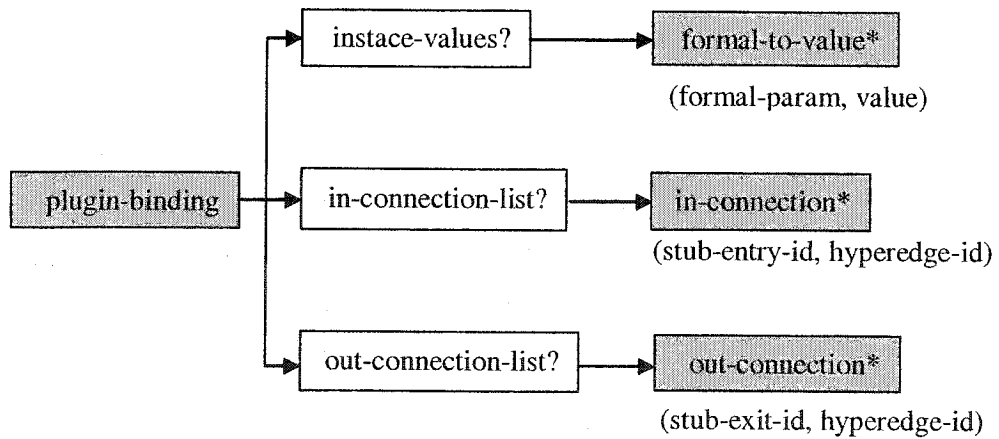 instace-values?
formal-to-value*
(formal-param, value)
plugin-binding
in-connection-list?
in-connection*
(stub-entry-id, hyperedge-id)
out-connection-list?
out-connection*
(stub-exit-id, hyperedge-id)